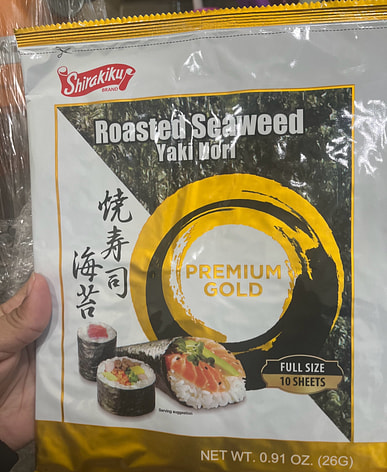 Shirakiku
BRAND
Roasted Seaweed
Yaki Nori
焼寿司
海苔
PREMIUM
GOLD
FULL SIZE
10 SHEETS
Serving suggestion
NET WT. 0.91 OZ. (26G)